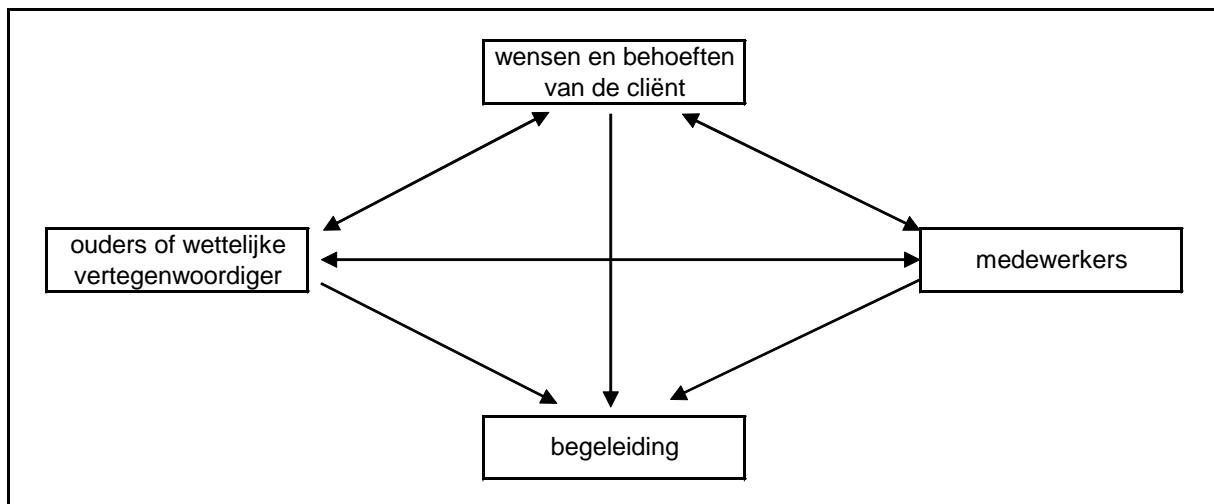 wensen en behoeften
van de cliënt
ouders of wettelijke
vertegenwoordiger
medewerkers
begeleiding